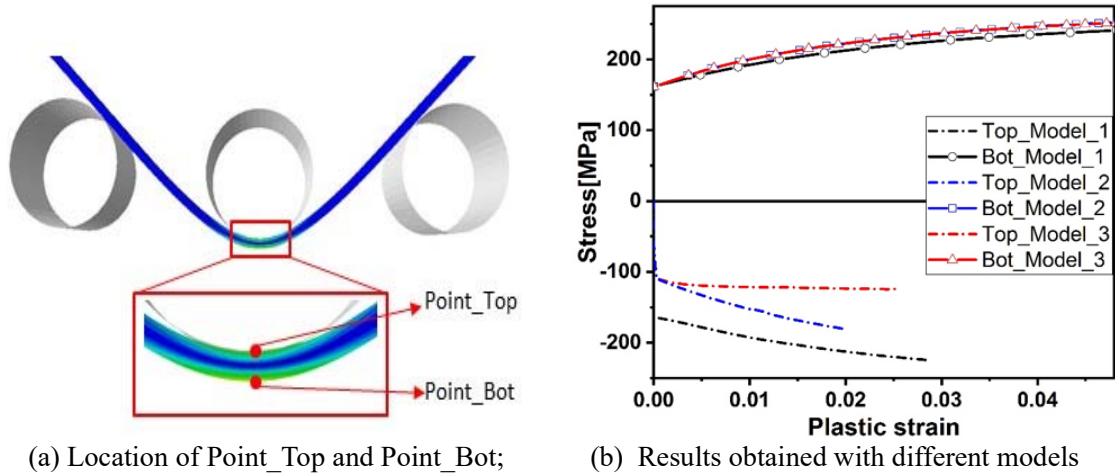 Point_Top
Point_Bot
(a) Location of Point_Top and Point_Bot;
200
100
0
-100
-200
Stress[MPa]
0.00 0.01 0.02 0.03 0.04
Plastic strain
Top_Model_1
Bot_Model_1
Top_Model_2
Bot_Model_2
Top_Model_3
Bot_Model_3
(b) Results obtained with different models